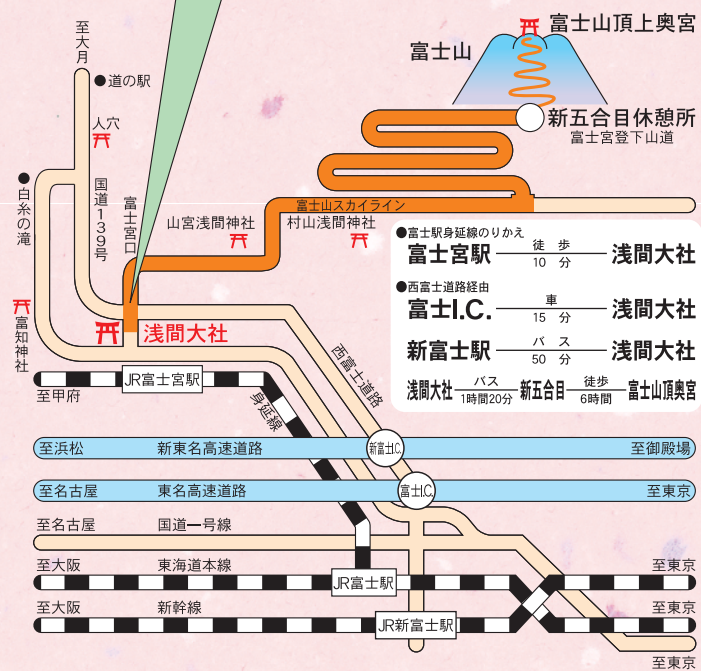 富士山頂上奥宮
富士山
新五合目休憩所
富士宮登下山道
至大月
●道の駅
人穴
国道139号
●白糸の滝
富士宮口
山宮浅間神社
富士山スカイライン
村山浅間神社
富知神社
浅間大社
西富士道路
●富士駅身延線のりかえ
富士宮駅 徒歩 10分 浅間大社
●西富士道路経由
富士I.C. 車 15分 浅間大社
新富士駅 バス 50分 浅間大社
浅間大社 バス 1時間20分 新五合目 徒歩 6時間 富士山頂奥宮
JR富士宮駅
至甲府
身延線
至浜松 新東名高速道路 新富士I.C. 至御殿場
至名古屋 東名高速道路 富士I.C. 至東京
至名古屋 国道一号線
至大阪 東海道本線 至東京
JR富士駅
至大阪 新幹線 至東京
JR新富士駅
至東京